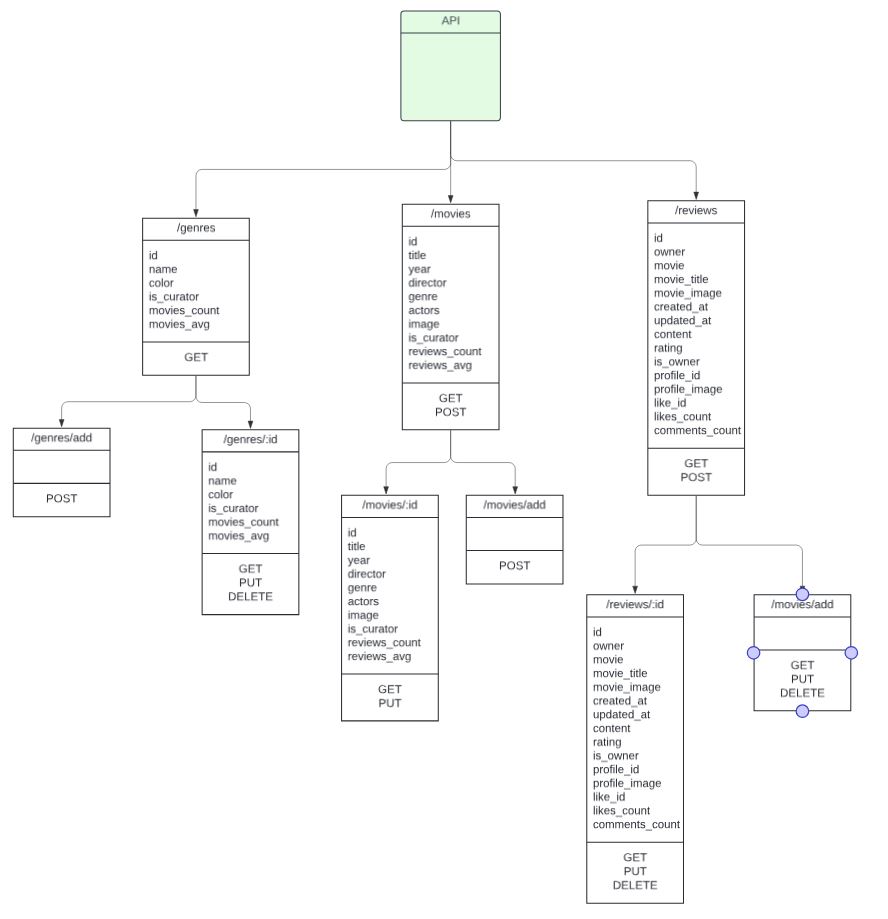 API
/genres
id
name
color
is_curator
movies_count
movies_avg
GET
/movies
id
title
year
director
genre
actors
image
is_curator
reviews_count
reviews_avg
GET
POST
/reviews
id
owner
movie
movie_title
movie_image
created_at
updated_at
content
rating
is_owner
profile_id
profile_image
like_id
likes_count
comments_count
GET
POST
/genres/add
POST
/genres/:id
id
name
color
is_curator
movies_count
movies_avg
GET
PUT
DELETE
/movies/:id
id
title
year
director
genre
actors
image
is_curator
reviews_count
reviews_avg
GET
PUT
/movies/add
POST
/reviews/:id
id
owner
movie
movie_title
movie_image
created_at
updated_at
content
rating
is_owner
profile_id
profile_image
like_id
likes_count
comments_count
GET
PUT
DELETE
/movies/add
GET
PUT
DELETE